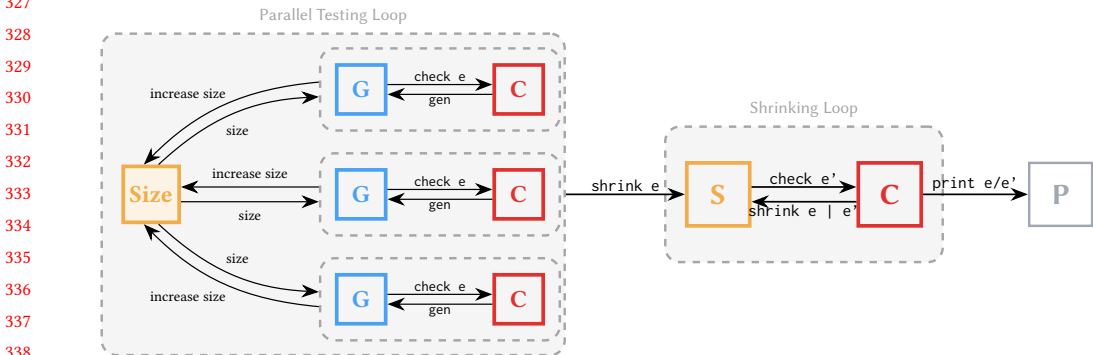 327
Parallel Testing Loop
328
329
increase size
G
check e
gen
C
330
size
331
Shrinking Loop
332
Size
increase size
size
G
check e
gen
C
333
shrink e
S
check e'
shrink e | e'
C
print e/e'
P
334
335
size
336
increase size
G
check e
gen
C
337
338